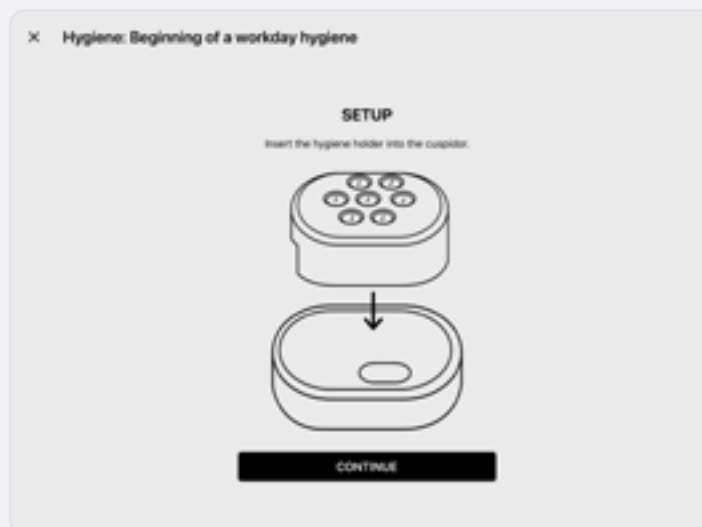 Hygiene: Beginning of a workday hygiene
SETUP
Insert the hygiene holder into the cuspidor.
CONTINUE